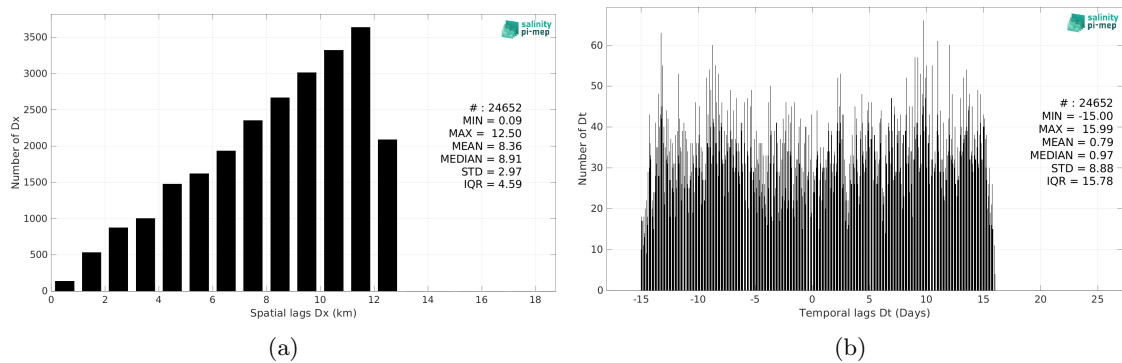 salinity
pi-mep
Number of Dx
3500
3000
2500
2000
1500
1000
500
0
# : 24652
MIN = 0.09
MAX = 12.50
MEAN = 8.36
MEDIAN = 8.91
STD = 2.97
IQR = 4.59
0 2 4 6 8 10 12 14 16 18
Spatial lags Dx (km)
(a)
salinity
pi-mep
Number of Dt
60
50
40
30
20
10
0
# : 24652
MIN = -15.00
MAX = 15.99
MEAN = 0.79
MEDIAN = 0.97
STD = 8.88
IQR = 15.78
-15 -10 -5 0 5 10 15 20 25
Temporal lags Dt (Days)
(b)